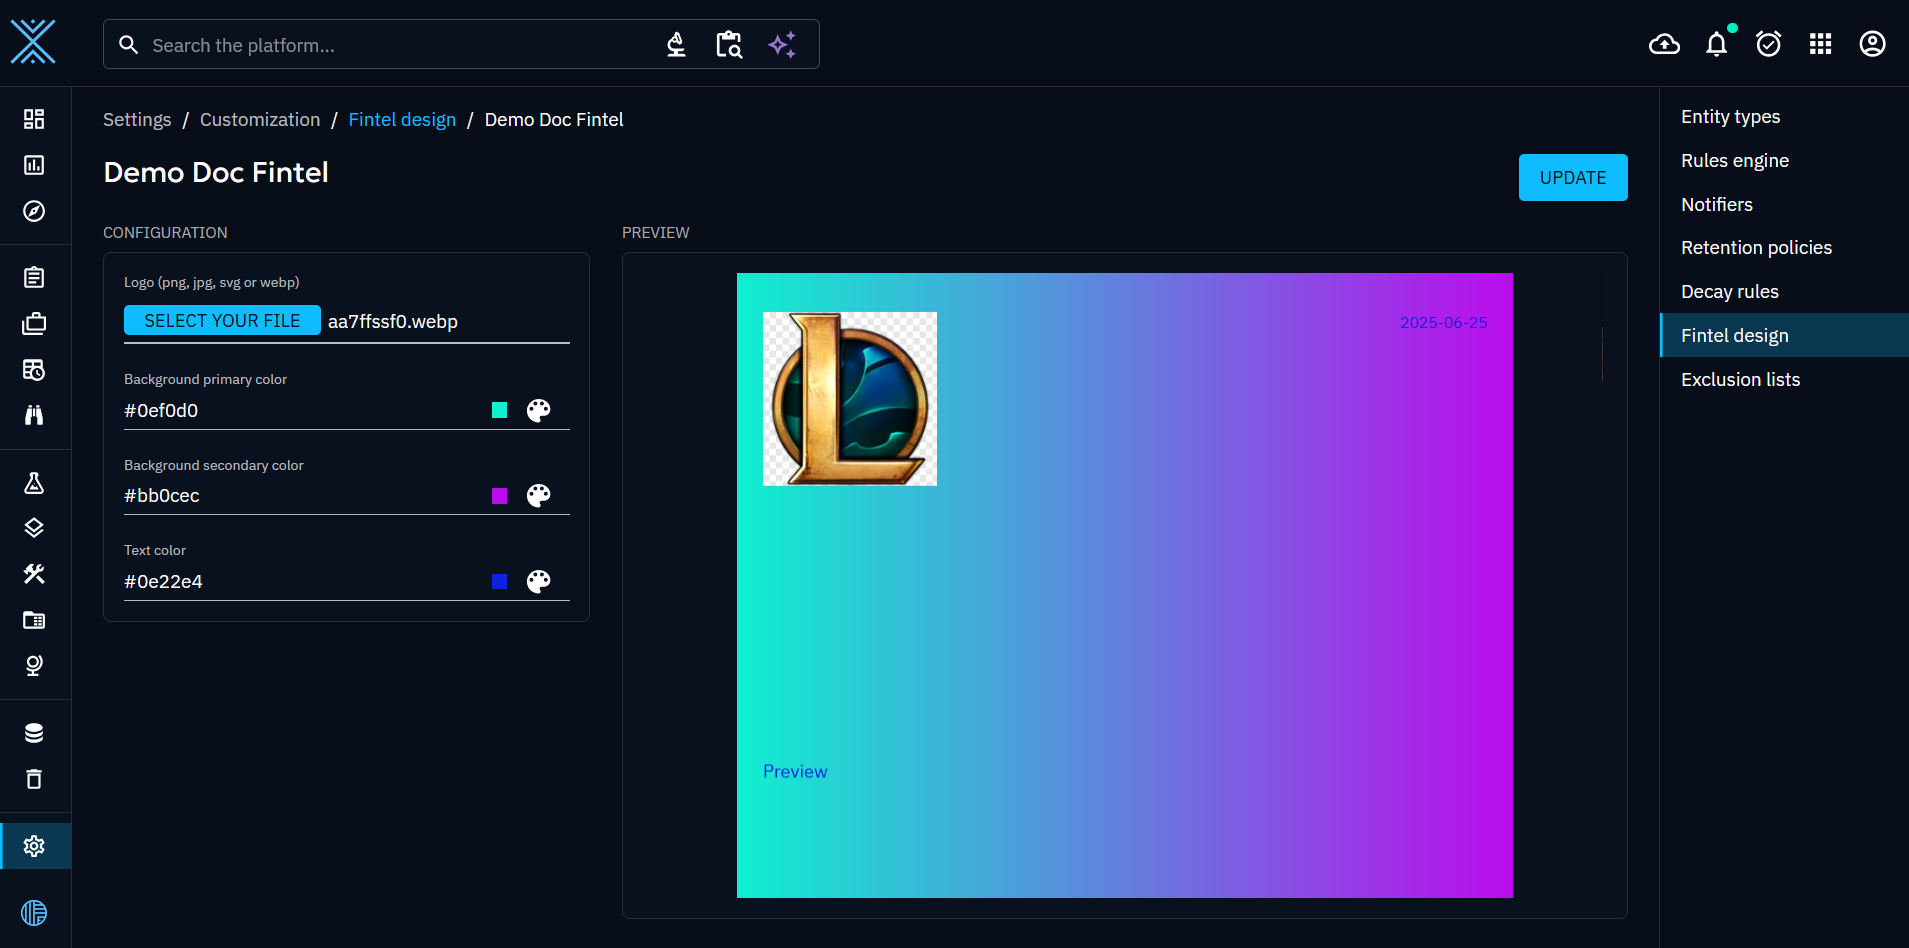 Search the platform...
Settings / Customization / Fintel design / Demo Doc Fintel
Demo Doc Fintel
UPDATE
CONFIGURATION
Logo (png, jpg, svg or webp)
SELECT YOUR FILE aa7ffssf0.webp
Background primary color
#0ef0d0
Background secondary color
#bb0cec
Text color
#0e22e4
PREVIEW
2025-06-25
Preview
Entity types
Rules engine
Notifiers
Retention policies
Decay rules
Fintel design
Exclusion lists